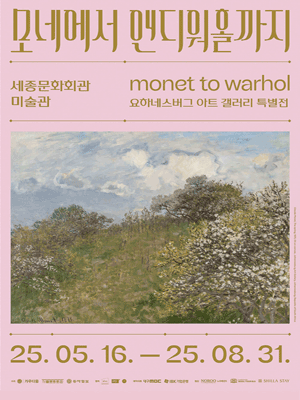 모네에서 앤디워홀까지
세종문화회관
미술관
monet to warhol
요하네스버그 아트 갤러리 특별전
25. 05. 16. — 25. 08. 31.